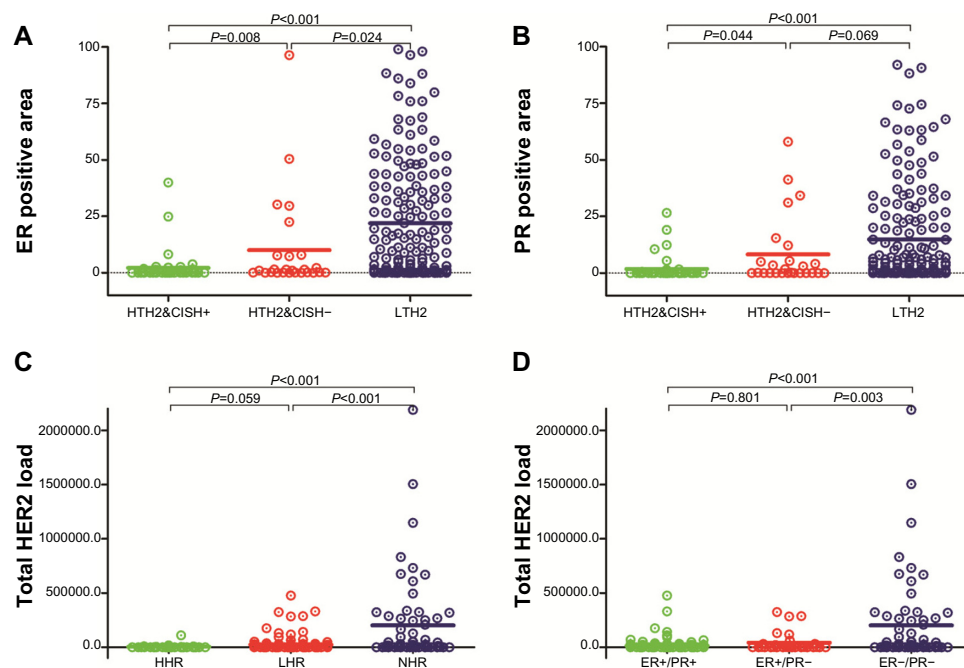 A
P<0.001
P=0.008
P=0.024
ER positive area
100
75
50
25
0
HTH2&CISH+
HTH2&CISH−
LTH2
B
P<0.001
P=0.044
P=0.069
PR positive area
100
75
50
25
0
HTH2&CISH+
HTH2&CISH−
LTH2
C
P<0.001
P=0.059
P<0.001
Total HER2 load
2000000.0
1500000.0
1000000.0
500000.0
0.0
HHR
LHR
NHR
D
P<0.001
P=0.801
P=0.003
Total HER2 load
2000000.0
1500000.0
1000000.0
500000.0
0.0
ER+/PR+
ER+/PR−
ER−/PR−